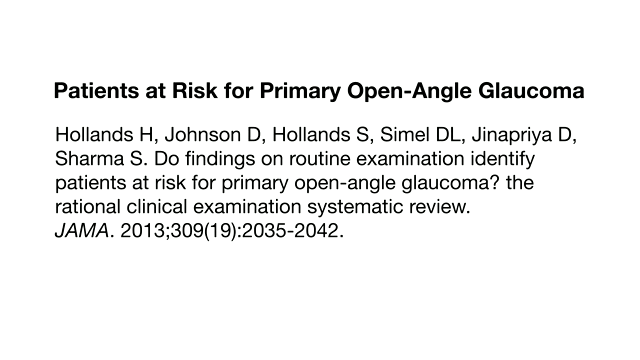 Patients at Risk for Primary Open-Angle Glaucoma
Hollands H, Johnson D, Hollands S, Simel DL, Jinapriya D,
Sharma S. Do findings on routine examination identify
patients at risk for primary open-angle glaucoma? the
rational clinical examination systematic review.
JAMA. 2013;309(19):2035-2042.